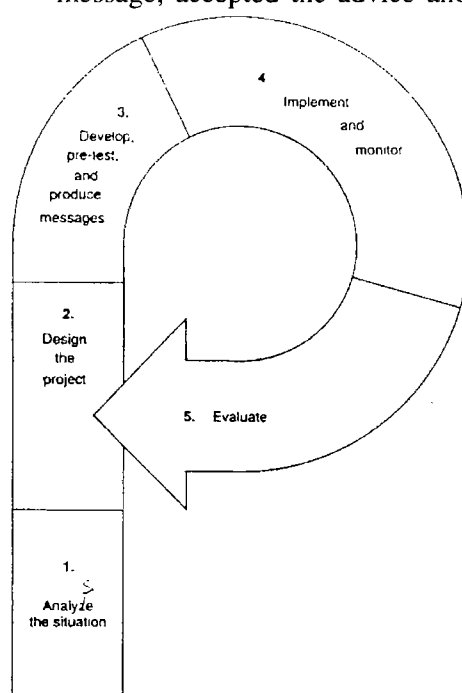 message, accepted the advice and
3.
Develop,
pre-test,
and
produce
messages
4
Implement
and
monitor
2.
Design
the
project
5. Evaluate
1.
s
Analyze
the situation